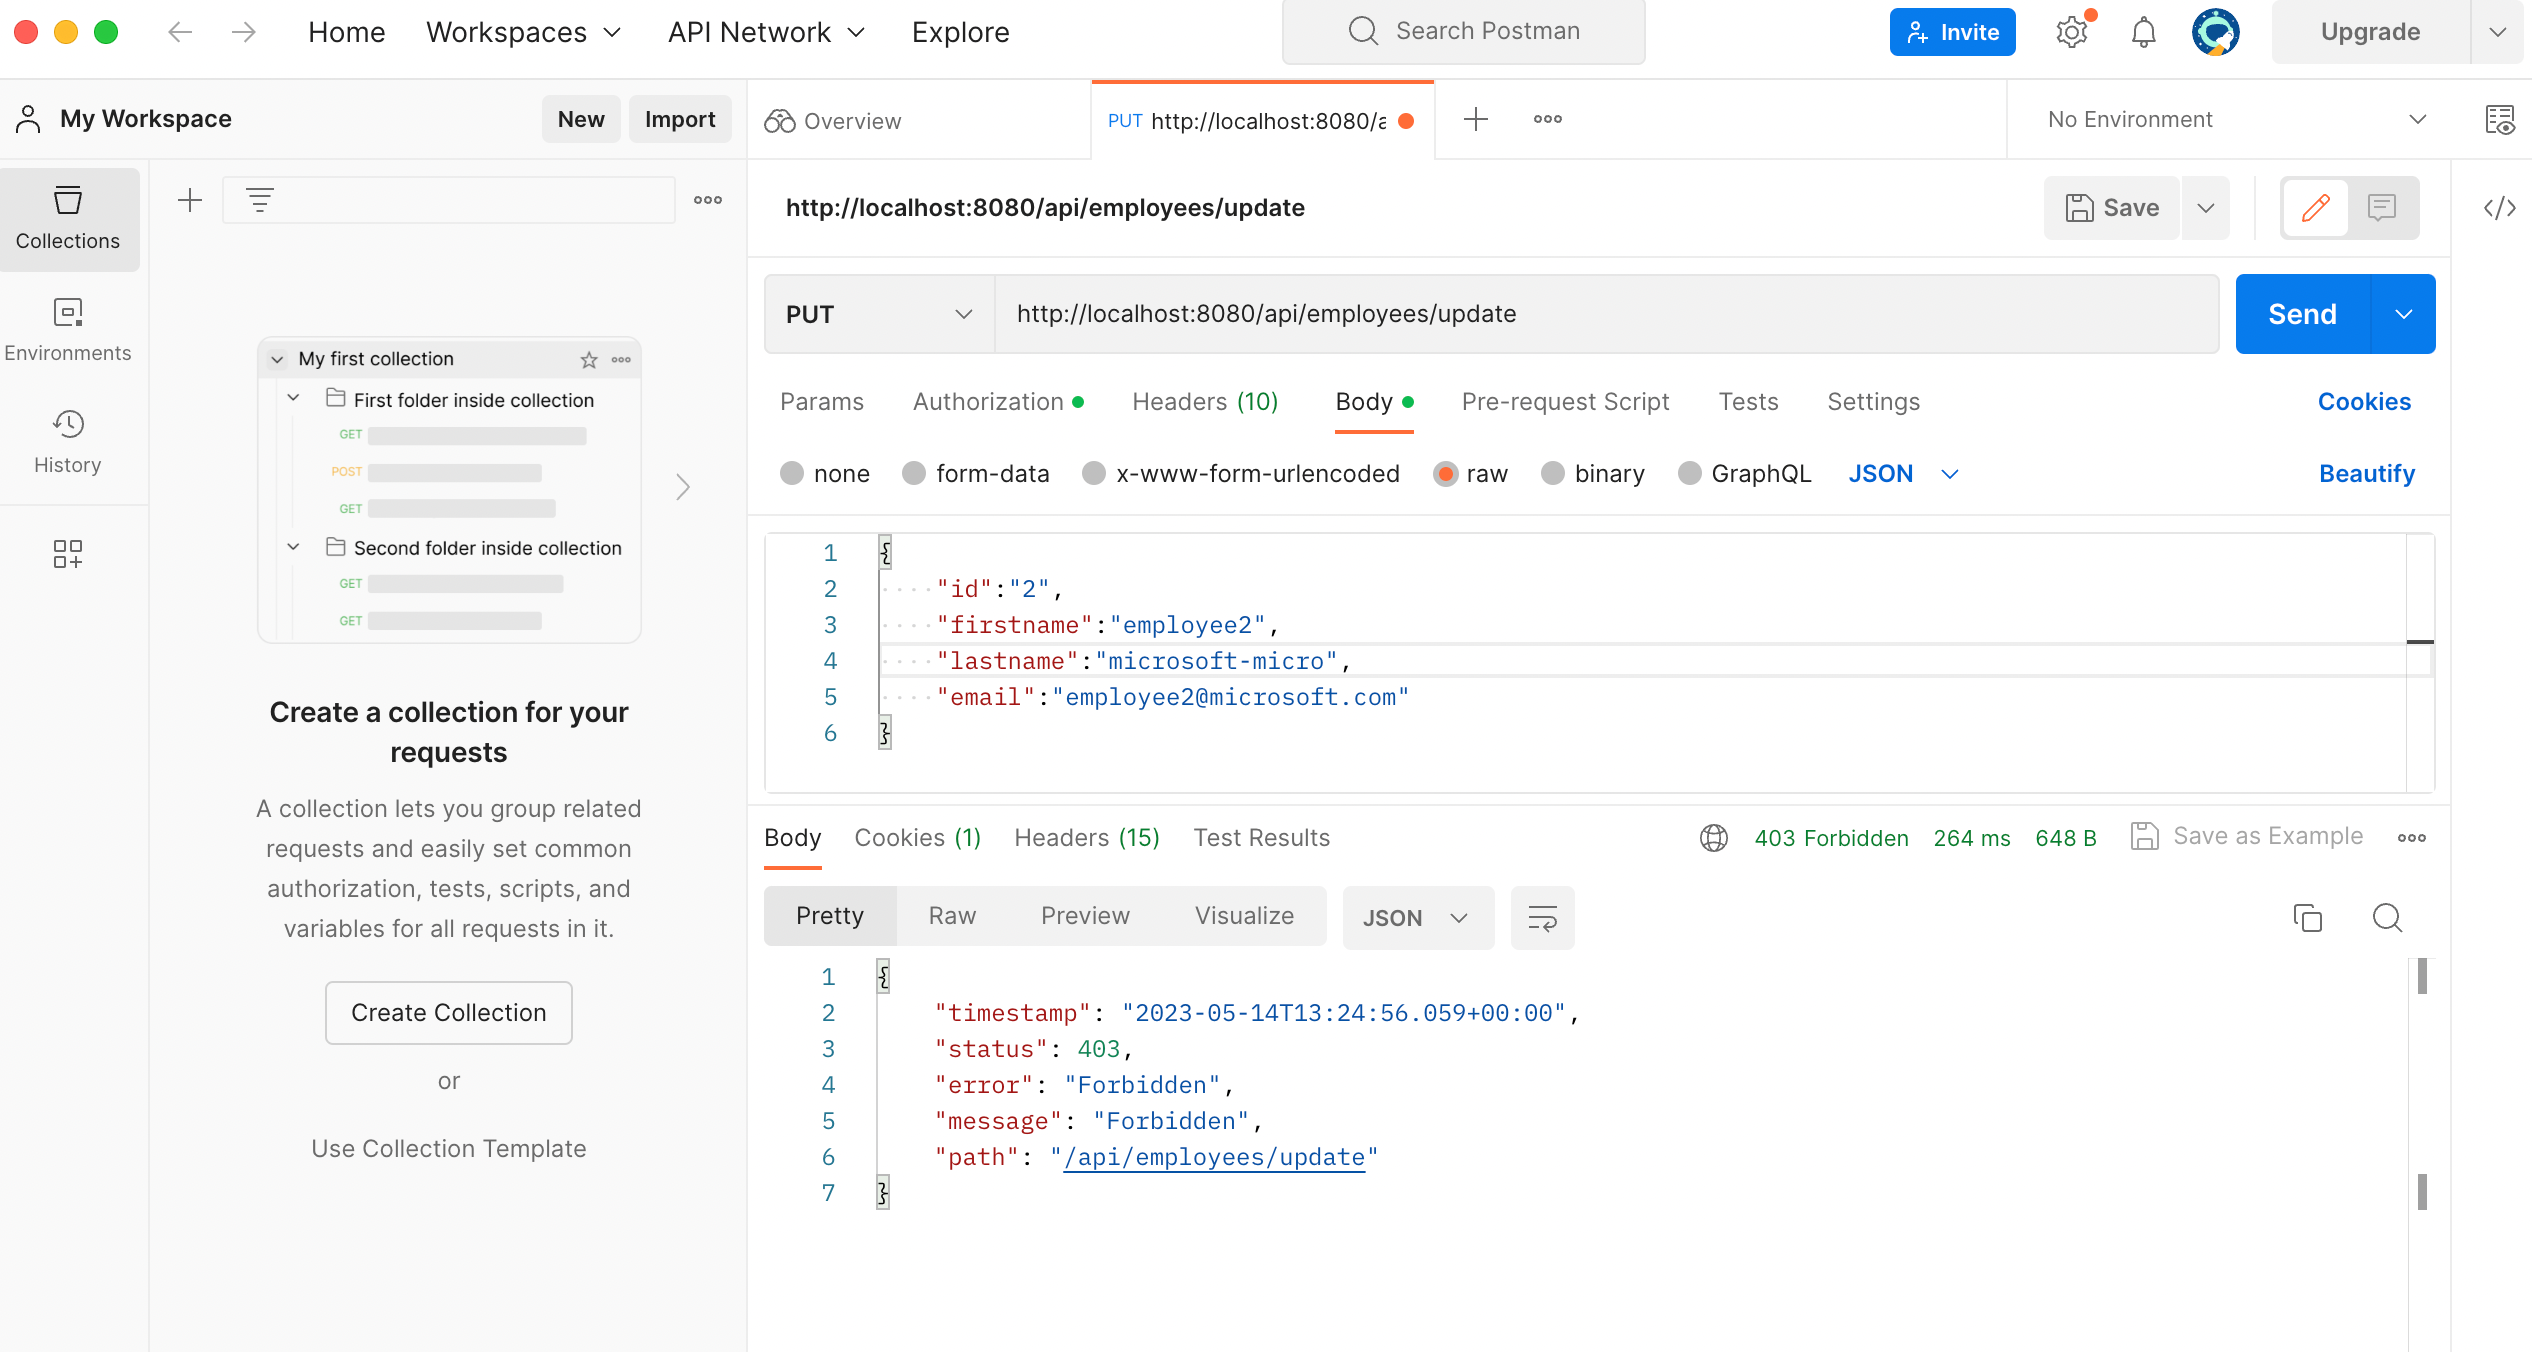 Home Workspaces API Network Explore Search Postman Invite Upgrade
My Workspace New Import Overview PUT http://localhost:8080/a No Environment
Collections
Environments
History
My first collection
First folder inside collection
GET
POST
GET
Second folder inside collection
GET
GET
Create a collection for your
requests
A collection lets you group related
requests and easily set common
authorization, tests, scripts, and
variables for all requests in it.
Create Collection
or
Use Collection Template
http://localhost:8080/api/employees/update Save
PUT http://localhost:8080/api/employees/update Send
Params Authorization Headers (10) Body Pre-request Script Tests Settings Cookies
none form-data x-www-form-urlencoded raw binary GraphQL JSON Beautify
1 {
2 "id":"2",
3 "firstname":"employee2",
4 "lastname":"microsoft-micro",
5 "email":"employee2@microsoft.com"
6 }
Body Cookies (1) Headers (15) Test Results 403 Forbidden 264 ms 648 B Save as Example
Pretty Raw Preview Visualize JSON
1 {
2 "timestamp": "2023-05-14T13:24:56.059+00:00",
3 "status": 403,
4 "error": "Forbidden",
5 "message": "Forbidden",
6 "path": "/api/employees/update"
7 }